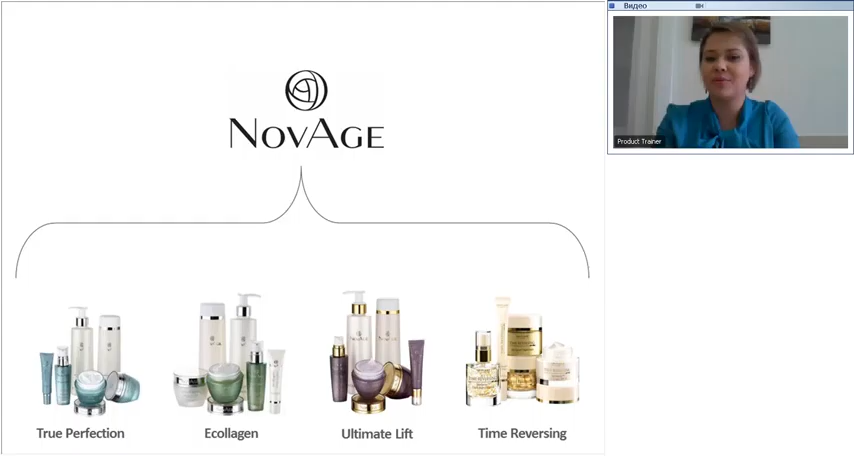 Видео
Product Trainer
NOVAGE
True Perfection
Ecollagen
Ultimate Lift
Time Reversing